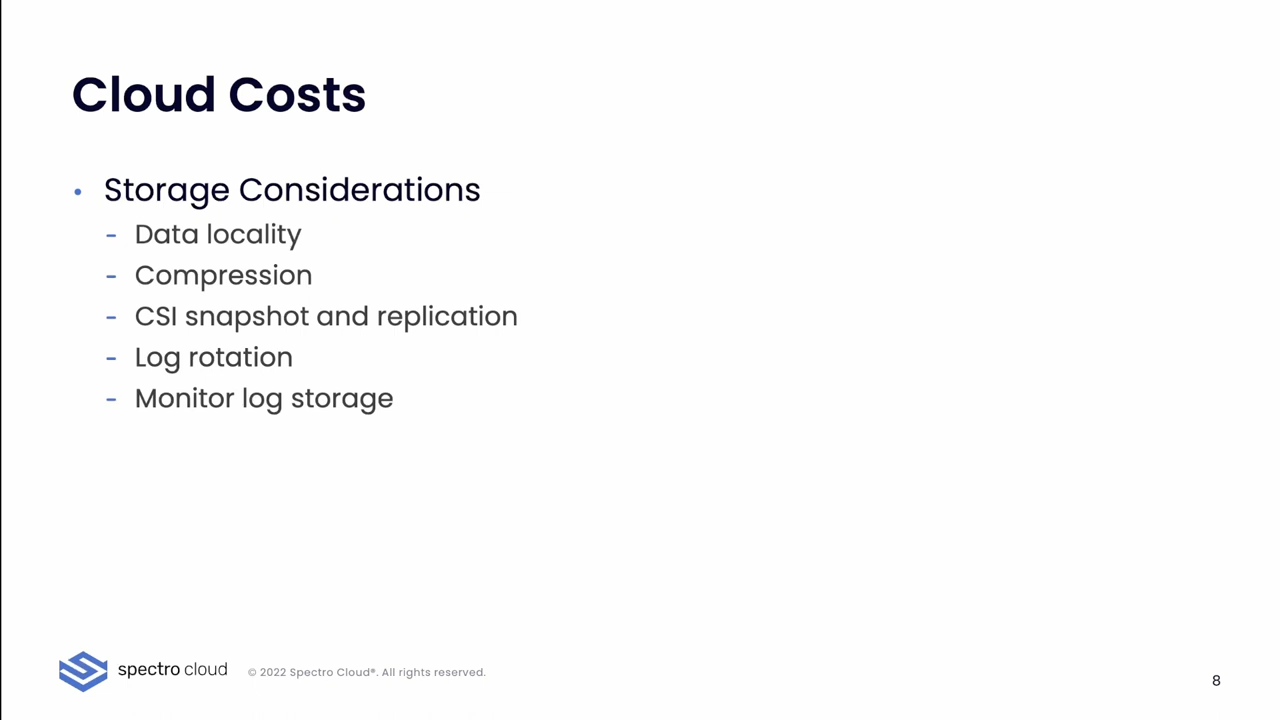 Cloud Costs
• Storage Considerations
- Data locality
- Compression
- CSI snapshot and replication
- Log rotation
- Monitor log storage
spectro cloud © 2022 Spectro Cloud®. All rights reserved.
8